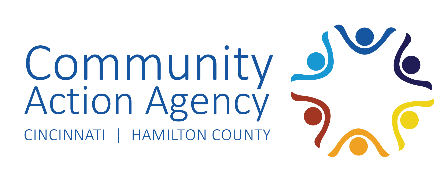 Community
Action Agency
CINCINNATI | HAMILTON COUNTY